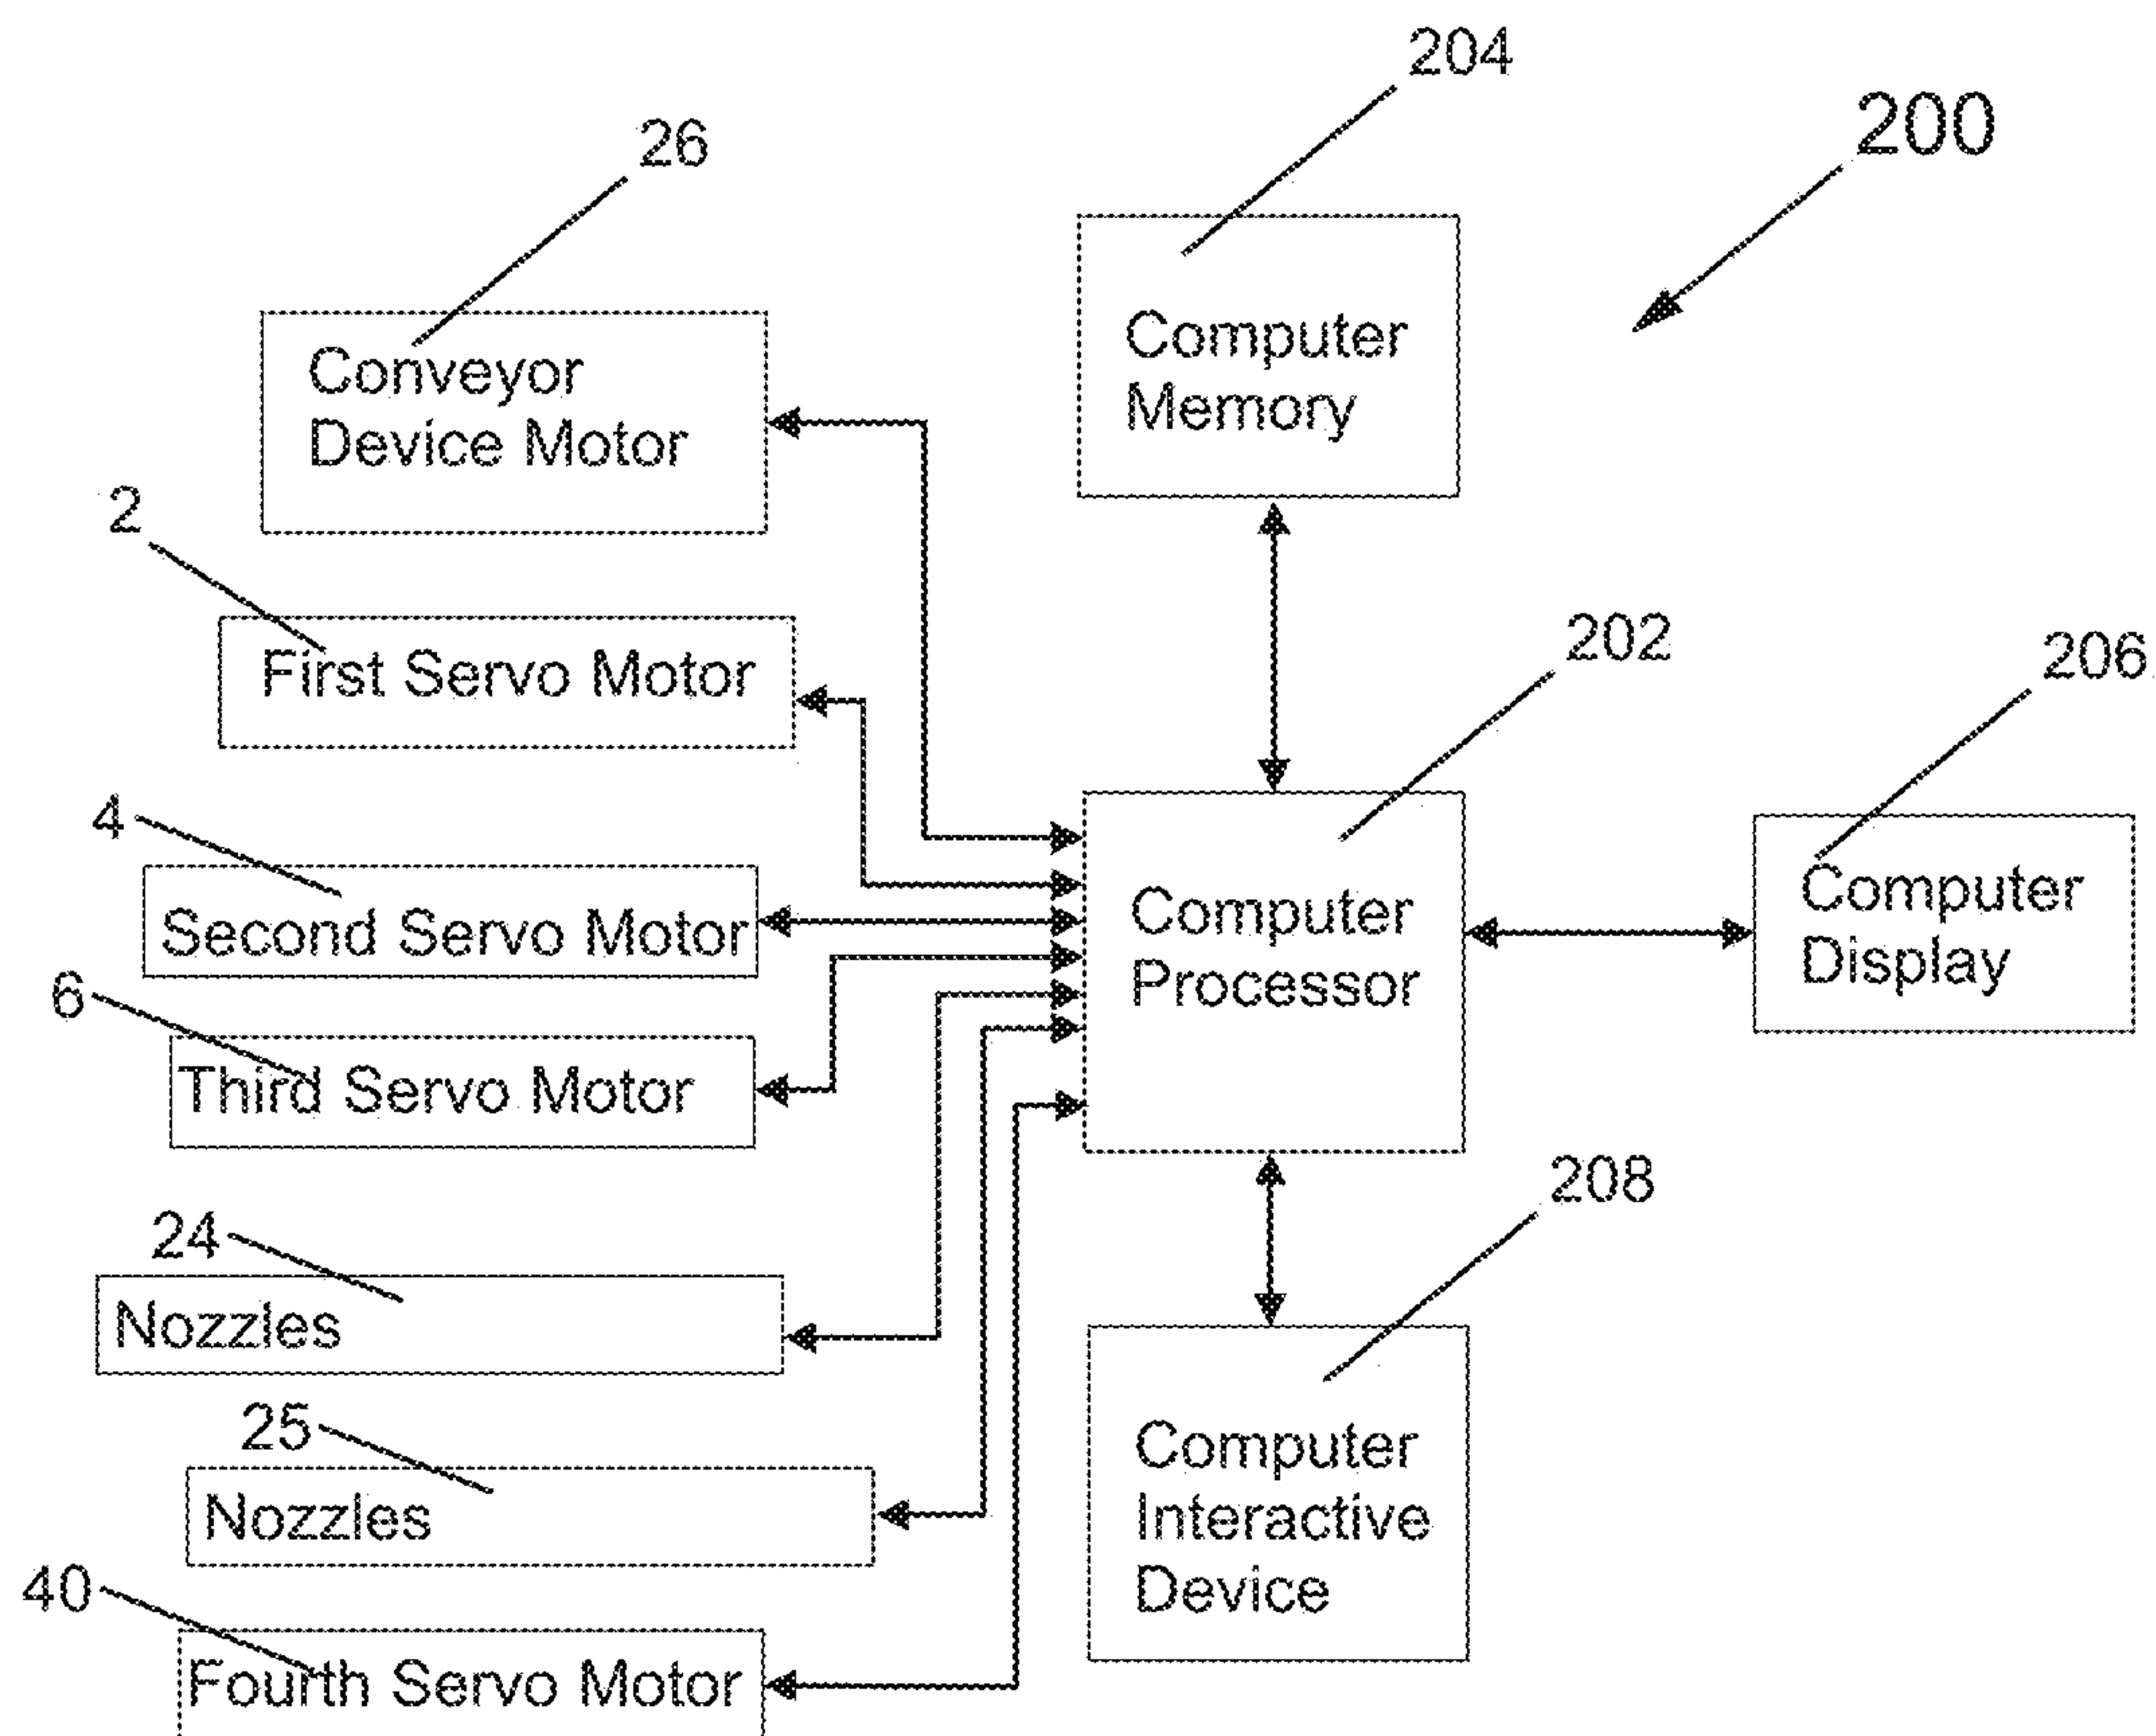 204
200
26
Computer
Memory
Conveyor
Device Motor
2
First Servo Motor
202
206
4
Second Servo Motor
Computer
Processor
Computer
Display
6
Third Servo Motor
208
24
Nozzles
25
Nozzles
Computer
Interactive
Device
40
Fourth Servo Motor